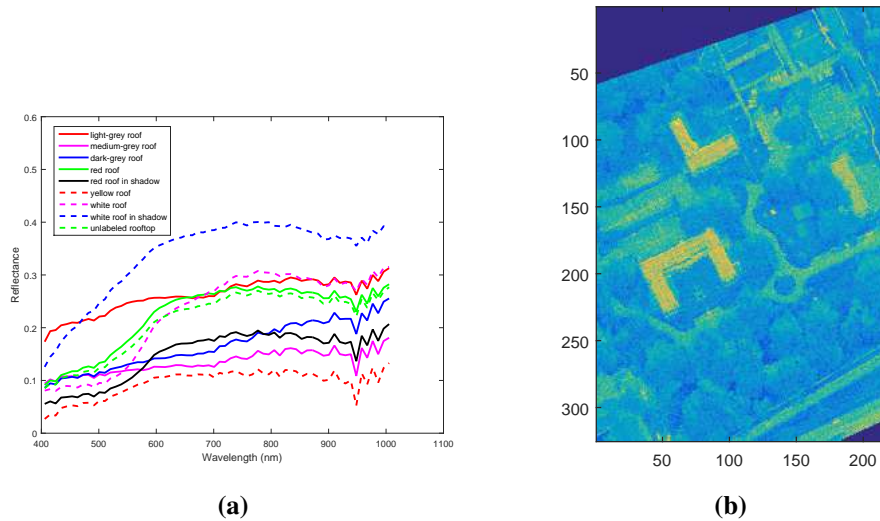 0.6
0.5
0.4
0.3
0.2
0.1
0
Reflectance
light-grey roof
medium-grey roof
dark-grey roof
red roof
red roof in shadow
yellow roof
white roof
white roof in shadow
unlabeled rooftop
400 500 600 700 800 900 1000 1100
Wavelength (nm)
(a)
50
100
150
200
250
300
50 100 150 200
(b)